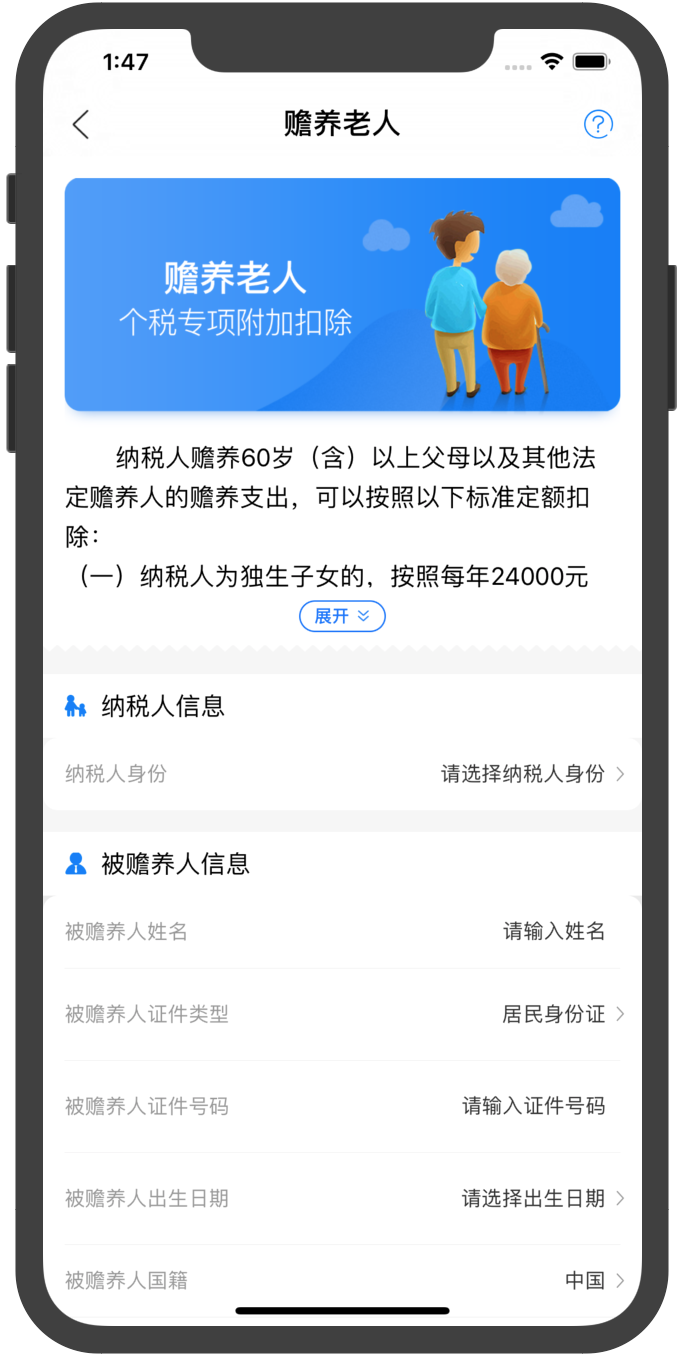 1:47
赡养老人
赡养老人
个税专项附加扣除
纳税人赡养60岁（含）以上父母以及其他法
定赡养人的赡养支出，可以按照以下标准定额扣
除：
（一）纳税人为独生子女的，按照每年24000元
展开
纳税人信息
纳税人身份 请选择纳税人身份
被赡养人信息
被赡养人姓名 请输入姓名
被赡养人证件类型 居民身份证
被赡养人证件号码 请输入证件号码
被赡养人出生日期 请选择出生日期
被赡养人国籍 中国